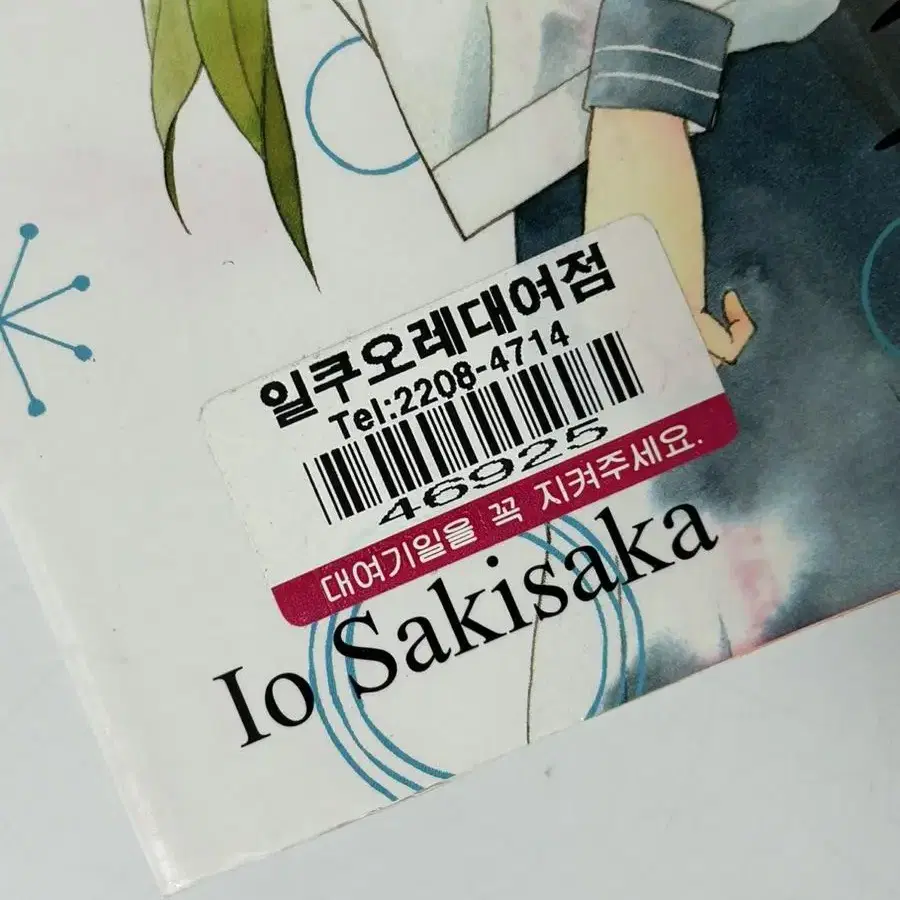 일쿠오레대여점
Tel:2208-4714
46925
대여기일을 꼭 지켜주세요.
Io Sakisaka